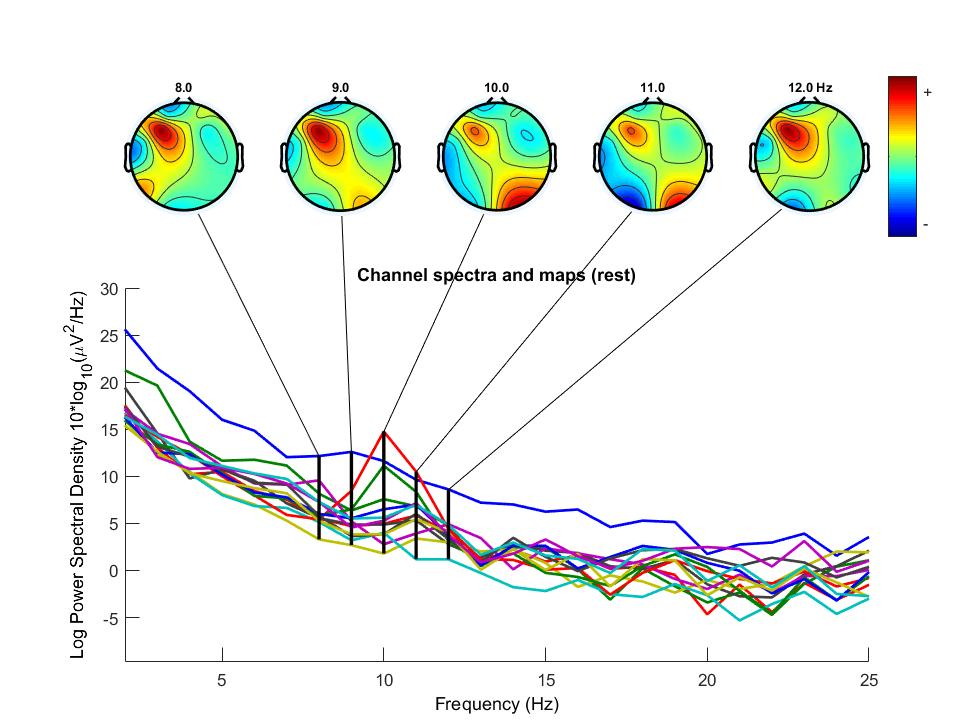 8.0 9.0 10.0 11.0 12.0 Hz
+
-
Channel spectra and maps (rest)
Log Power Spectral Density 10*log10(μV2/Hz)
30
25
20
15
10
5
0
-5
5 10 15 20 25
Frequency (Hz)